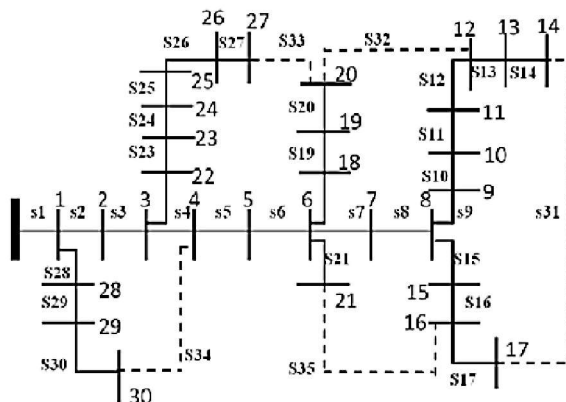 26 27
S26 S27 S33
S32
12 13 14
25 20 S12 S13 S14
S25
24 S20 11
S24
23 19 S11
S23 S19 10
22 18 S10 9
1 2 3 4 5 6 7 8
s1 s2 s3 s4 s5 s6 s7 s8 s9 s31
S28 S21 S15
28 21 15
S29 S16
29 16
S30 S34 S35 S17 17
30